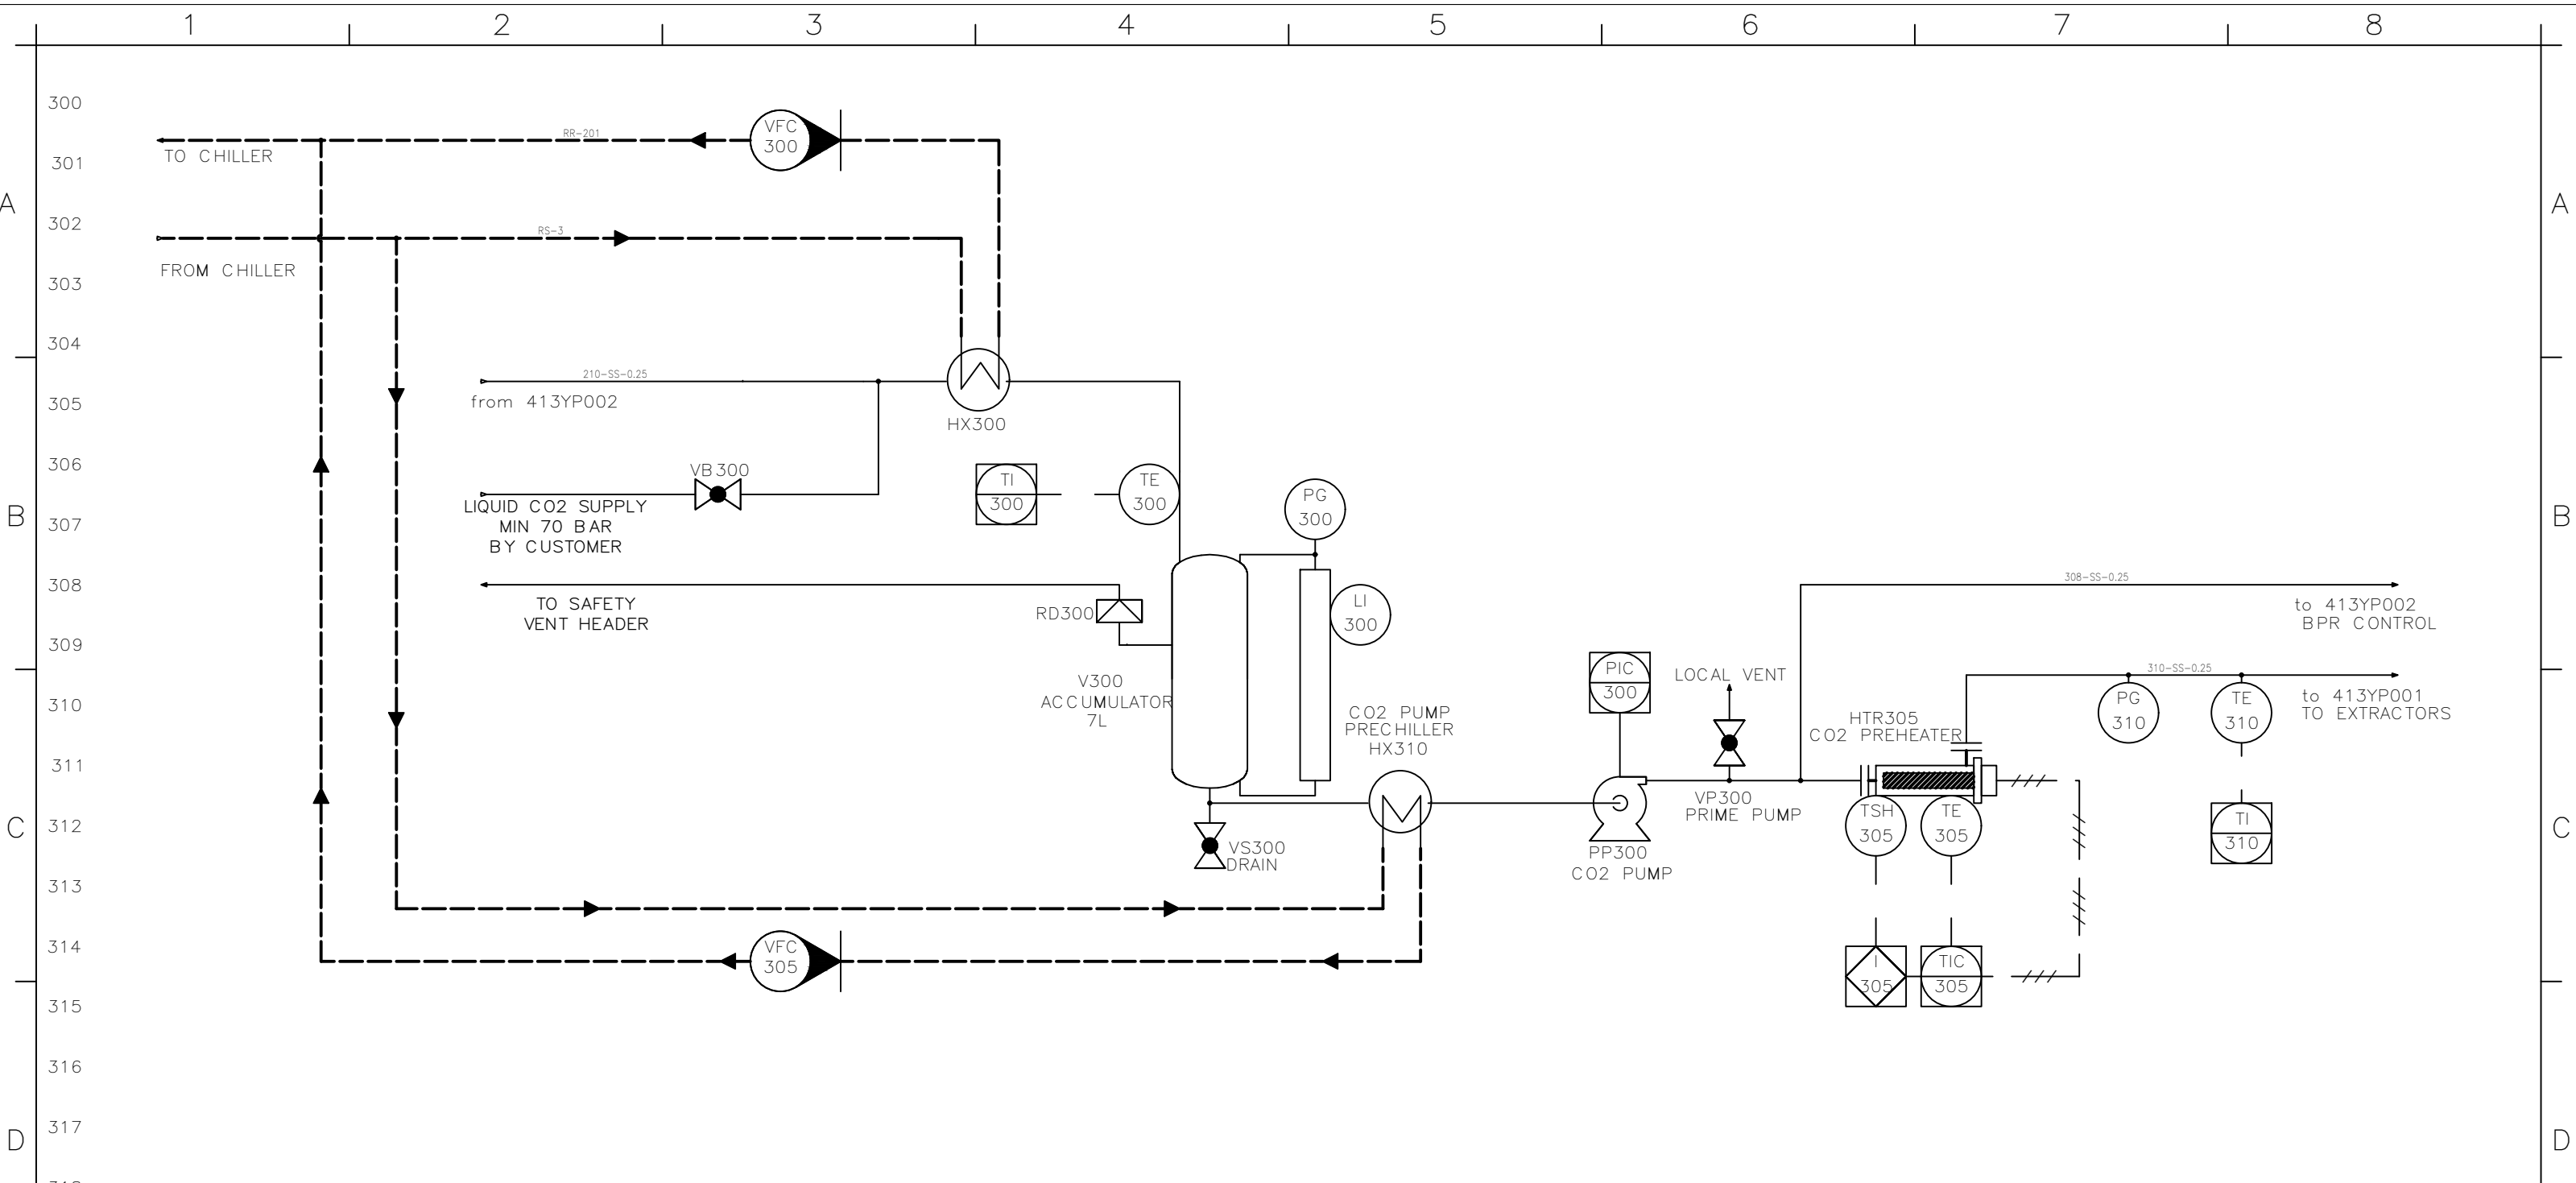 1 2 3 4 5 6 7 8
300
VFC
300
RR-201
TO CHILLER
301
A
A
302
RS-3
FROM CHILLER
303
304
210-SS-0.25
from 413YP002
305
HX300
306
VB300
TI
300
TE
300
PG
300
LIQUID CO2 SUPPLY
MIN 70 BAR
BY CUSTOMER
B
B
307
308
308-SS-0.25
TO SAFETY
VENT HEADER
RD300
LI
300
to 413YP002
BPR CONTROL
309
PIC
300
LOCAL VENT
310-SS-0.25
V300
ACCUMULATOR
7L
310
CO2 PUMP
PRECHILLER
HX310
HTR305
CO2 PREHEATER
PG
310
TE
310
to 413YP001
TO EXTRACTORS
311
VP300
PRIME PUMP
C
C
312
TSH
305
TE
305
TI
310
VS300
DRAIN
PP300
CO2 PUMP
313
314
VFC
305
I
305
TIC
305
315
316
317
D
D